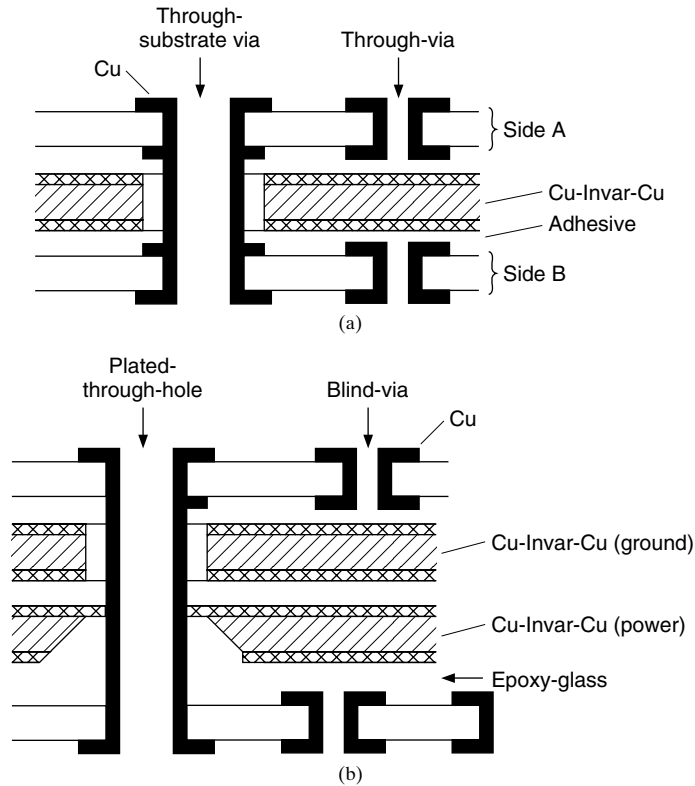 Through-
substrate via
Through-via
Cu
Side A
Cu-Invar-Cu
Adhesive
Side B
(a)
Plated-
through-hole
Blind-via
Cu
Cu-Invar-Cu (ground)
Cu-Invar-Cu (power)
Epoxy-glass
(b)